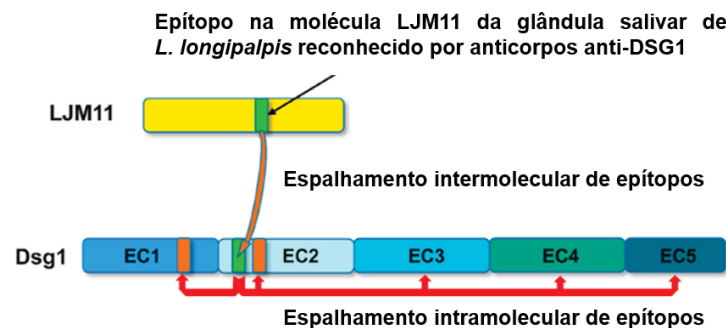 Epítopo na molécula LJM11 da glândula salivar de
L. longipalpis reconhecido por anticorpos anti-DSG1
LJM11
Espalhamento intermolecular de epítopos
Dsg1 EC1 EC2 EC3 EC4 EC5
Espalhamento intramolecular de epítopos